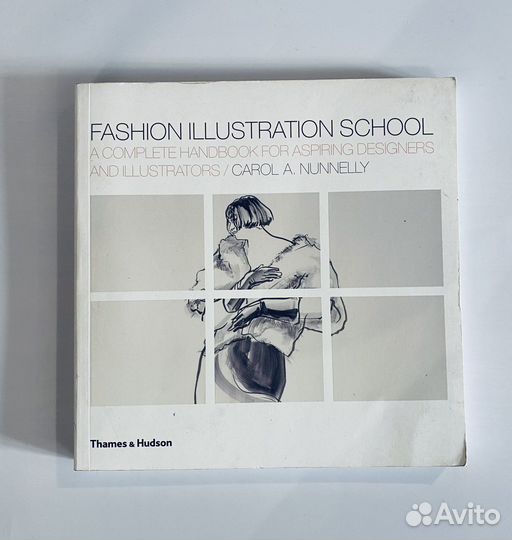 FASHION ILLUSTRATION SCHOOL
A COMPLETE HANDBOOK FOR ASPIRING DESIGNERS
AND ILLUSTRATORS / CAROL A. NUNNELLY
Thames & Hudson
Avito